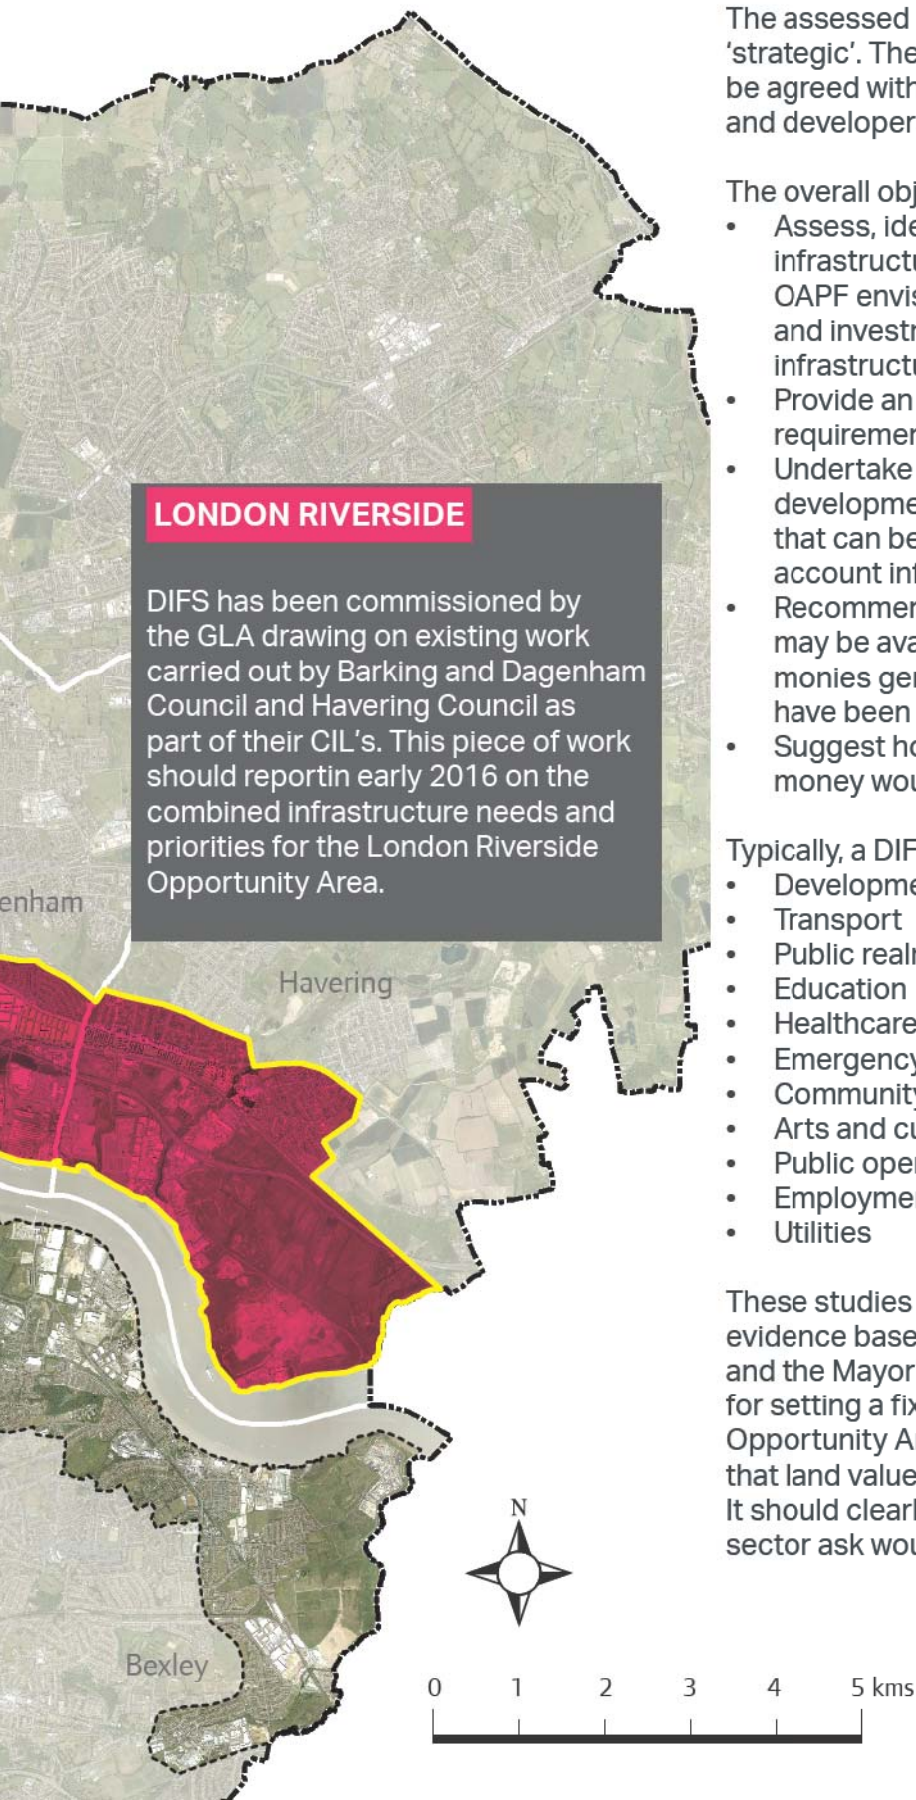 LONDON RIVERSIDE
DIFS has been commissioned by
the GLA drawing on existing work
carried out by Barking and Dagenham
Council and Havering Council as
part of their CIL's. This piece of work
should reportin early 2016 on the
combined infrastructure needs and
priorities for the London Riverside
Opportunity Area.
enham
Havering
Bexley
N
0 1 2 3 4 5 kms
The assessed
‘strategic’. The
be agreed with
and developer
The overall obj
• Assess, ide
infrastructu
OAPF envis
and investm
infrastructu
• Provide an
requiremen
• Undertake
developme
that can be
account inf
• Recommen
may be ava
monies gen
have been
• Suggest ho
money wou
Typically, a DIF
• Developme
• Transport
• Public realm
• Education
• Healthcare
• Emergency
• Community
• Arts and cu
• Public open
• Employmen
• Utilities
These studies
evidence base
and the Mayor
for setting a fix
Opportunity Ar
that land value
It should clearl
sector ask wou